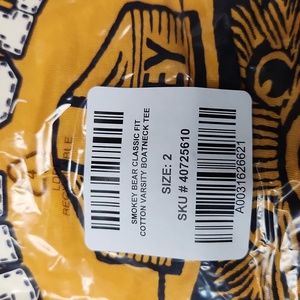 SMOKEY BEAR CLASSIC FIT
COTTON VARSITY BOATNECK TEE
SIZE: 2
SKU # 40725610
A0031626621